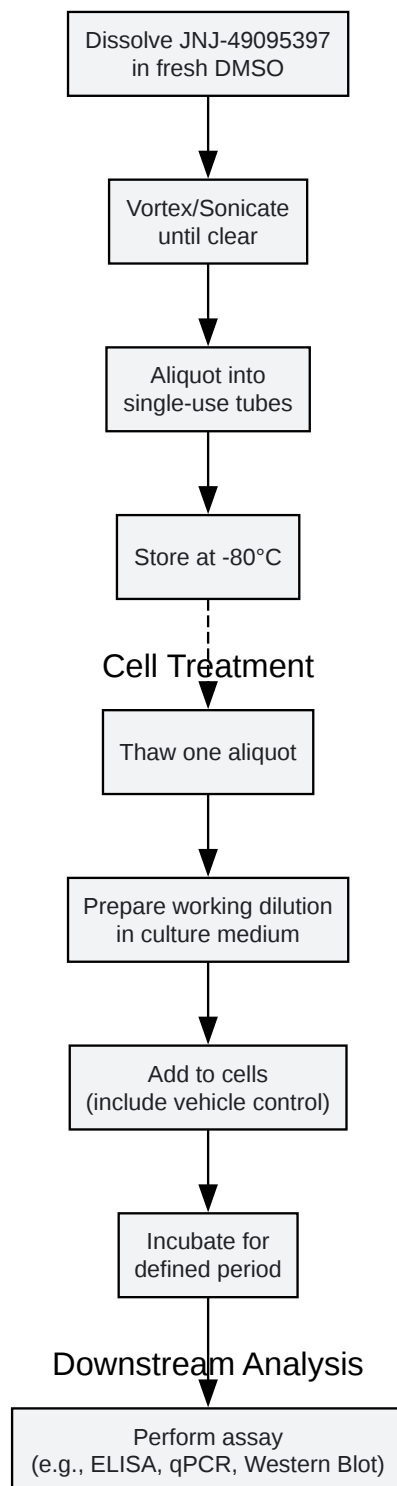 Dissolve JNJ-49095397
in fresh DMSO
Vortex/Sonicate
until clear
Aliquot into
single-use tubes
Store at -80°C
Cell Treatment
Thaw one aliquot
Prepare working dilution
in culture medium
Add to cells
(include vehicle control)
Incubate for
defined period
Downstream Analysis
Perform assay
(e.g., ELISA, qPCR, Western Blot)